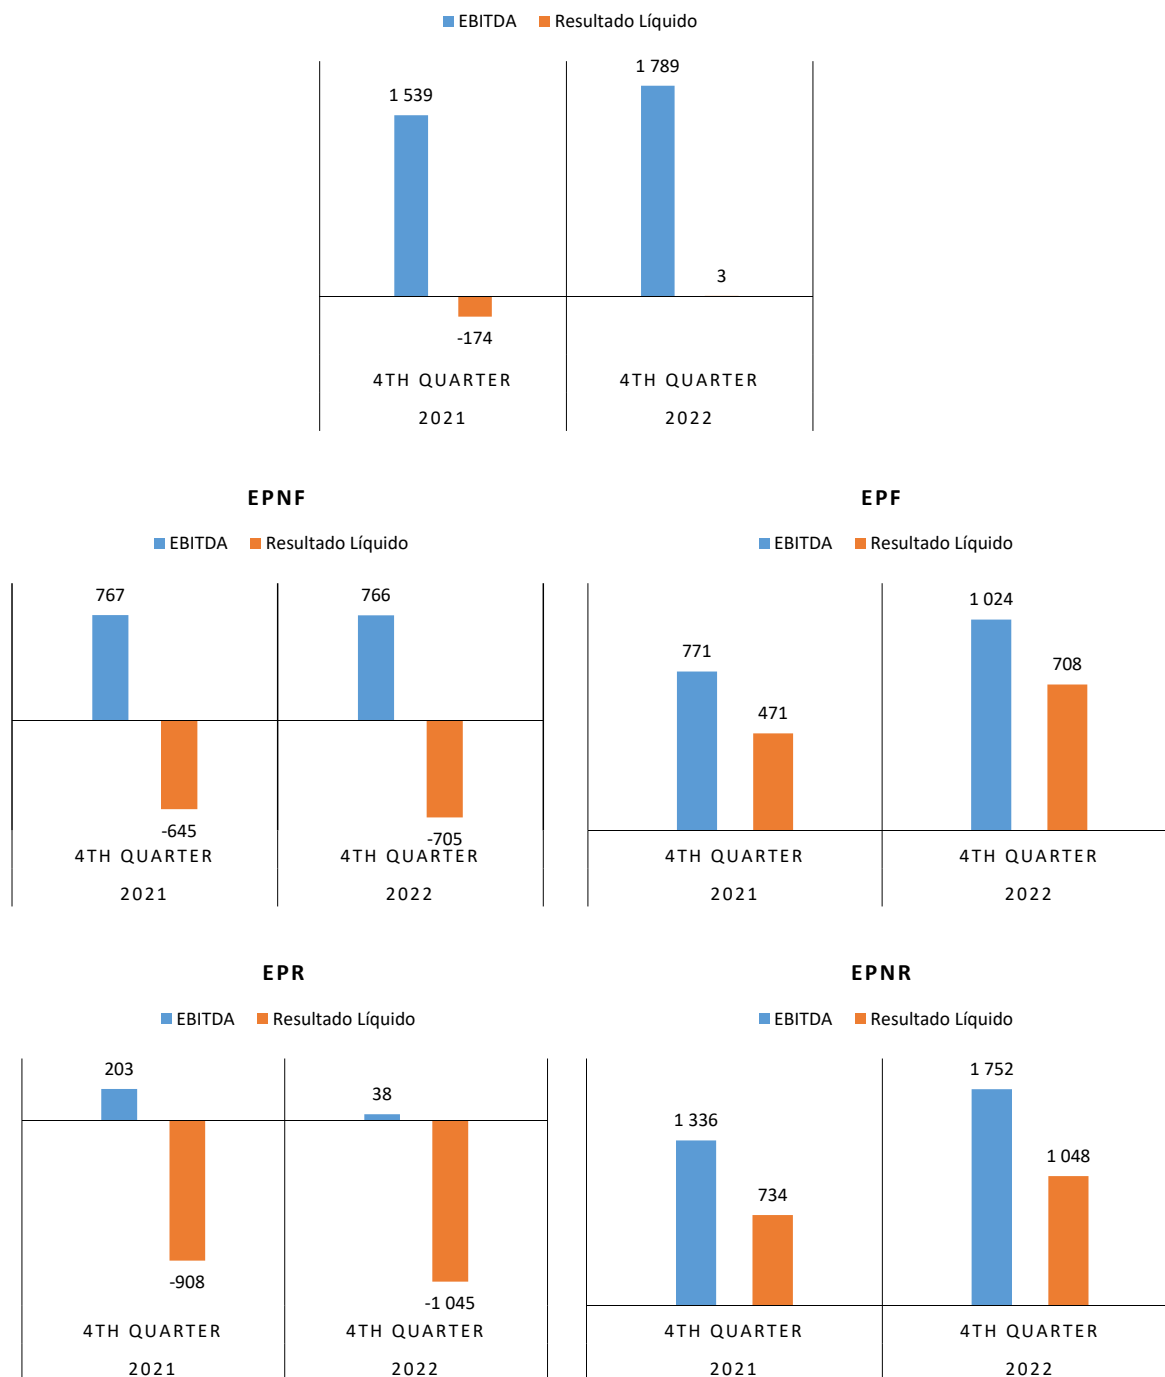 EBITDA Resultado Líquido
1 789
1 539
3
-174
4TH QUARTER 4TH QUARTER
2021 2022
EPNF
EBITDA Resultado Líquido
767 766
-645 -705
4TH QUARTER 4TH QUARTER
2021 2022
EPF
EBITDA Resultado Líquido
1 024
771
708
471
4TH QUARTER 4TH QUARTER
2021 2022
EPR
EBITDA Resultado Líquido
203
38
-908
-1 045
4TH QUARTER 4TH QUARTER
2021 2022
EPNR
EBITDA Resultado Líquido
1 752
1 336
1 048
734
4TH QUARTER 4TH QUARTER
2021 2022